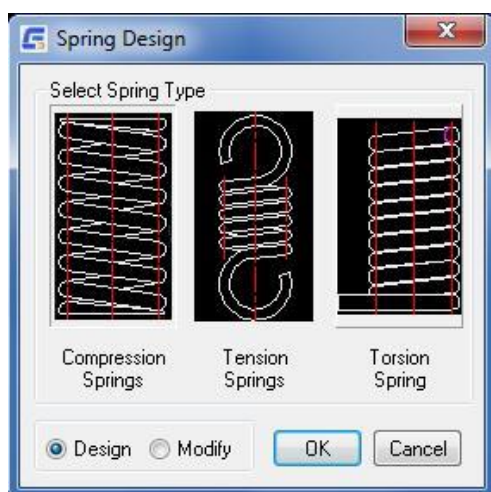 Spring Design
Select Spring Type
Compression
Springs
Tension
Springs
Torsion
Spring
Design Modify OK Cancel